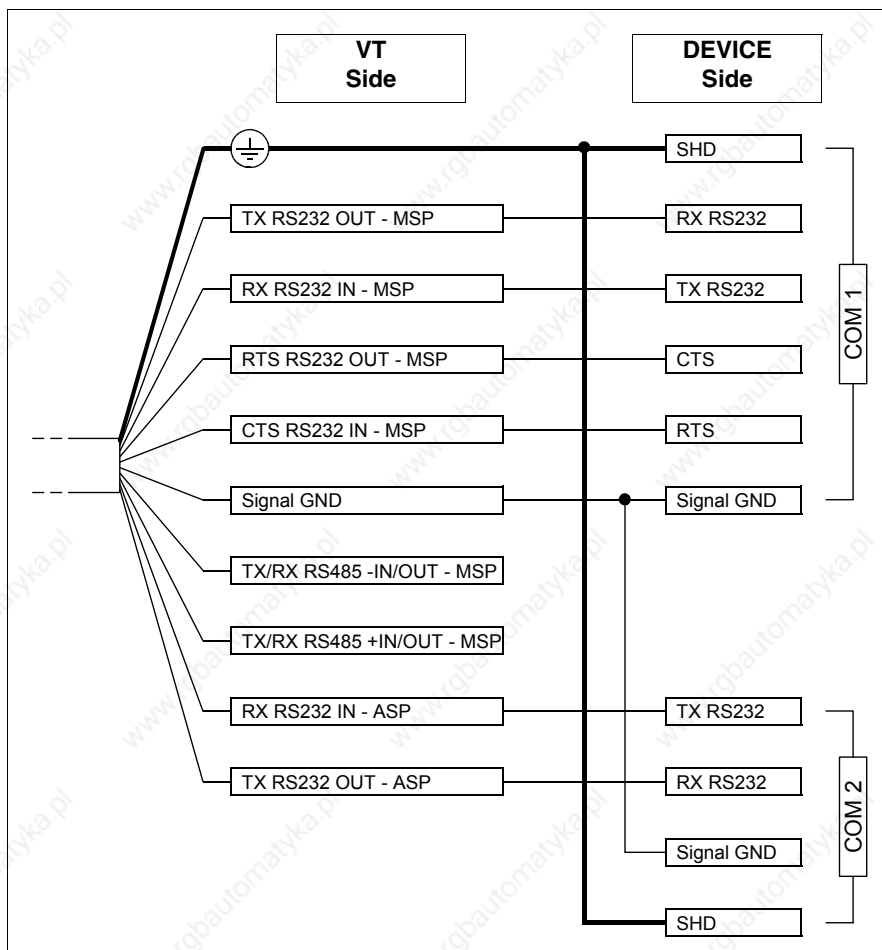 VT
Side
DEVICE
Side
SHD
TX RS232 OUT - MSP
RX RS232
RX RS232 IN - MSP
TX RS232
RTS RS232 OUT - MSP
CTS
CTS RS232 IN - MSP
RTS
Signal GND
Signal GND
COM 1
TX/RX RS485 -IN/OUT - MSP
TX/RX RS485 +IN/OUT - MSP
RX RS232 IN - ASP
TX RS232
TX RS232 OUT - ASP
RX RS232
Signal GND
SHD
COM 2
www.rgbautomatyka.pl